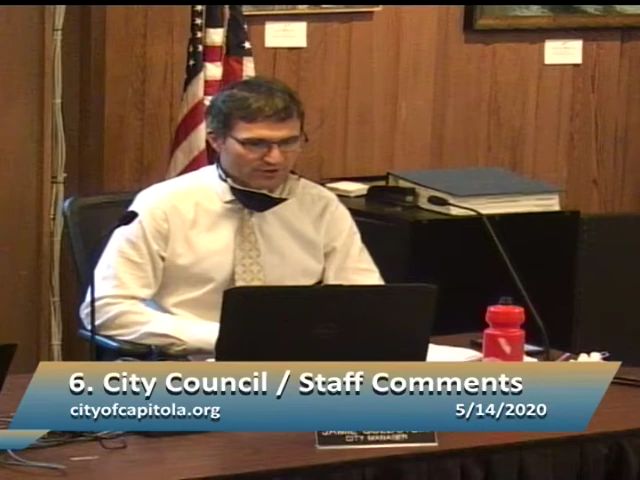 6. City Council / Staff Comments
cityofcapitola.org
5/14/2020
CITY MANAGER